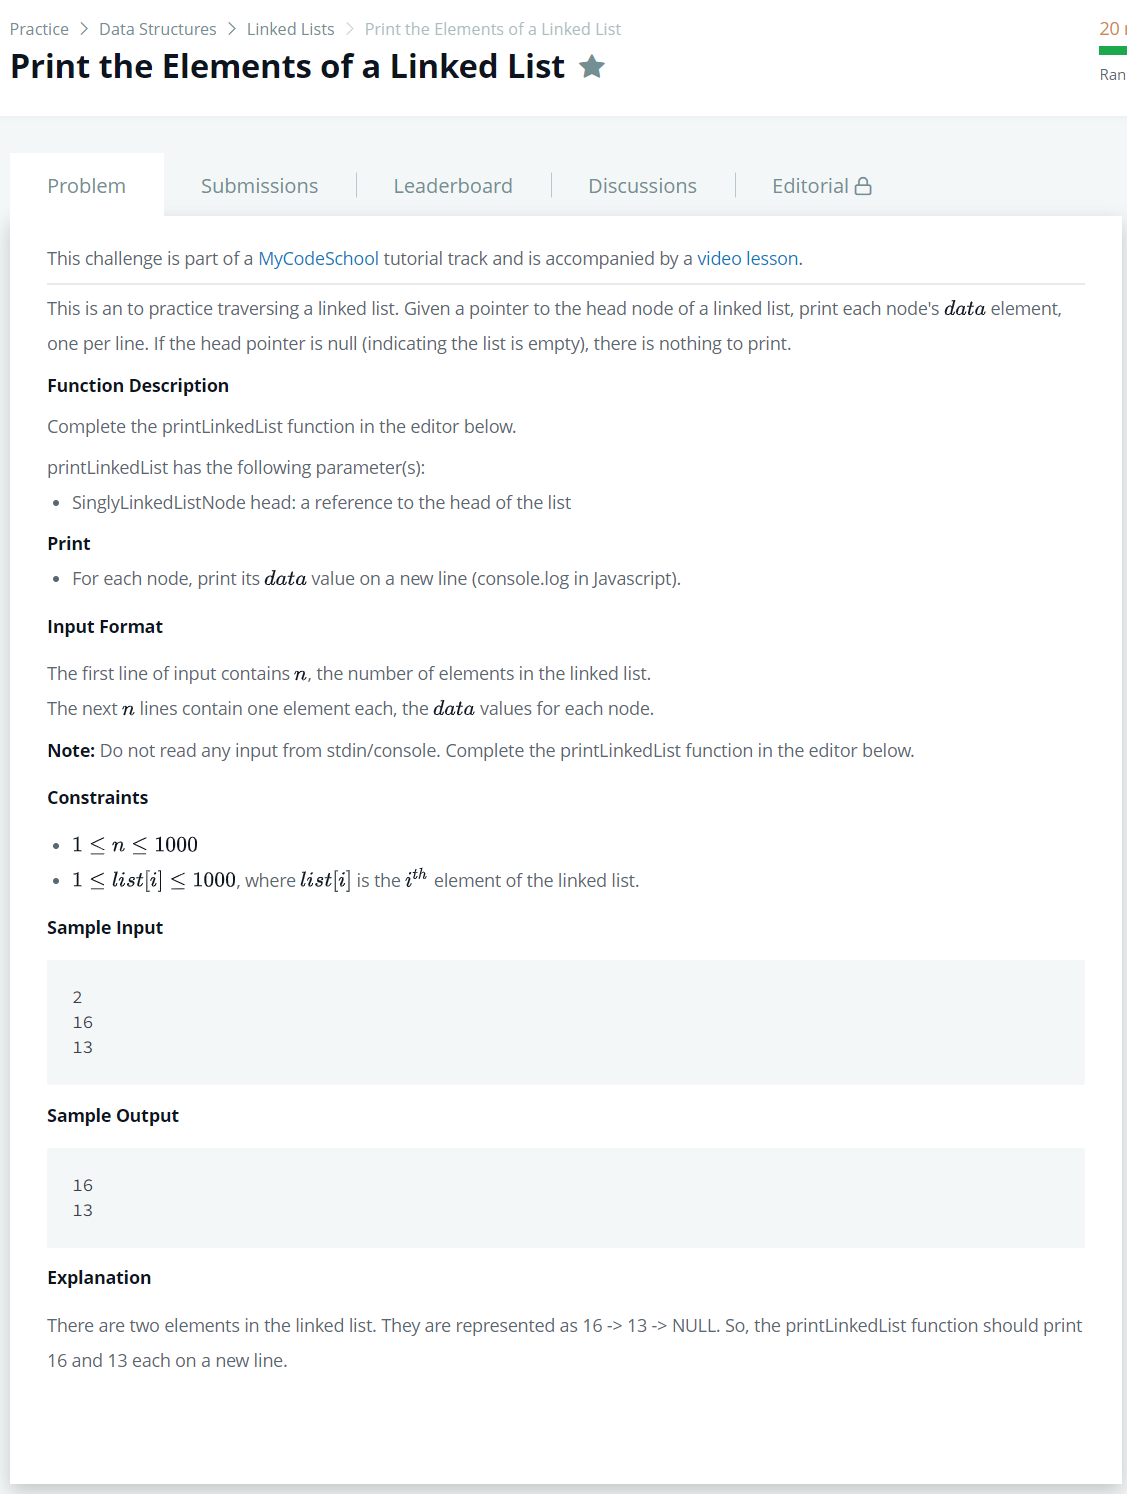 Practice > Data Structures > Linked Lists > Print the Elements of a Linked List
20
Print the Elements of a Linked List
Ran
Problem
Submissions
Leaderboard
Discussions
Editorial
This challenge is part of a MyCodeSchool tutorial track and is accompanied by a video lesson.
This is an to practice traversing a linked list. Given a pointer to the head node of a linked list, print each node's data element,
one per line. If the head pointer is null (indicating the list is empty), there is nothing to print.
Function Description
Complete the printLinkedList function in the editor below.
printLinkedList has the following parameter(s):
• SinglyLinkedListNode head: a reference to the head of the list
Print
• For each node, print its data value on a new line (console.log in Javascript).
Input Format
The first line of input contains n, the number of elements in the linked list.
The next n lines contain one element each, the data values for each node.
Note: Do not read any input from stdin/console. Complete the printLinkedList function in the editor below.
Constraints
• 1 ≤ n ≤ 1000
• 1 ≤ list[i] ≤ 1000, where list[i] is the i^th element of the linked list.
Sample Input
2
16
13
Sample Output
16
13
Explanation
There are two elements in the linked list. They are represented as 16 -> 13 -> NULL. So, the printLinkedList function should print
16 and 13 each on a new line.